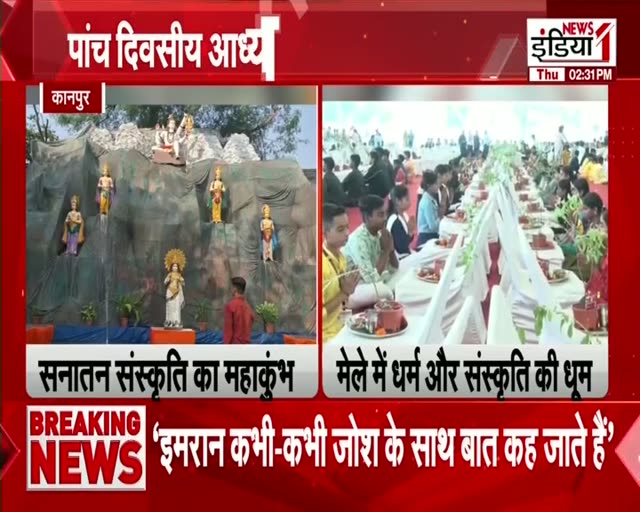 पांच दिवसीय
NEWS
इंडिया 1
Thu 02:31 PM
कानपुर
सनातन संस्कृति का महाकुंभ
मेले में धर्म और संस्कृति की धूम
BREAKING
NEWS
‘इमरान कभी-कभी जोश के साथ बात कह जाते हैं’